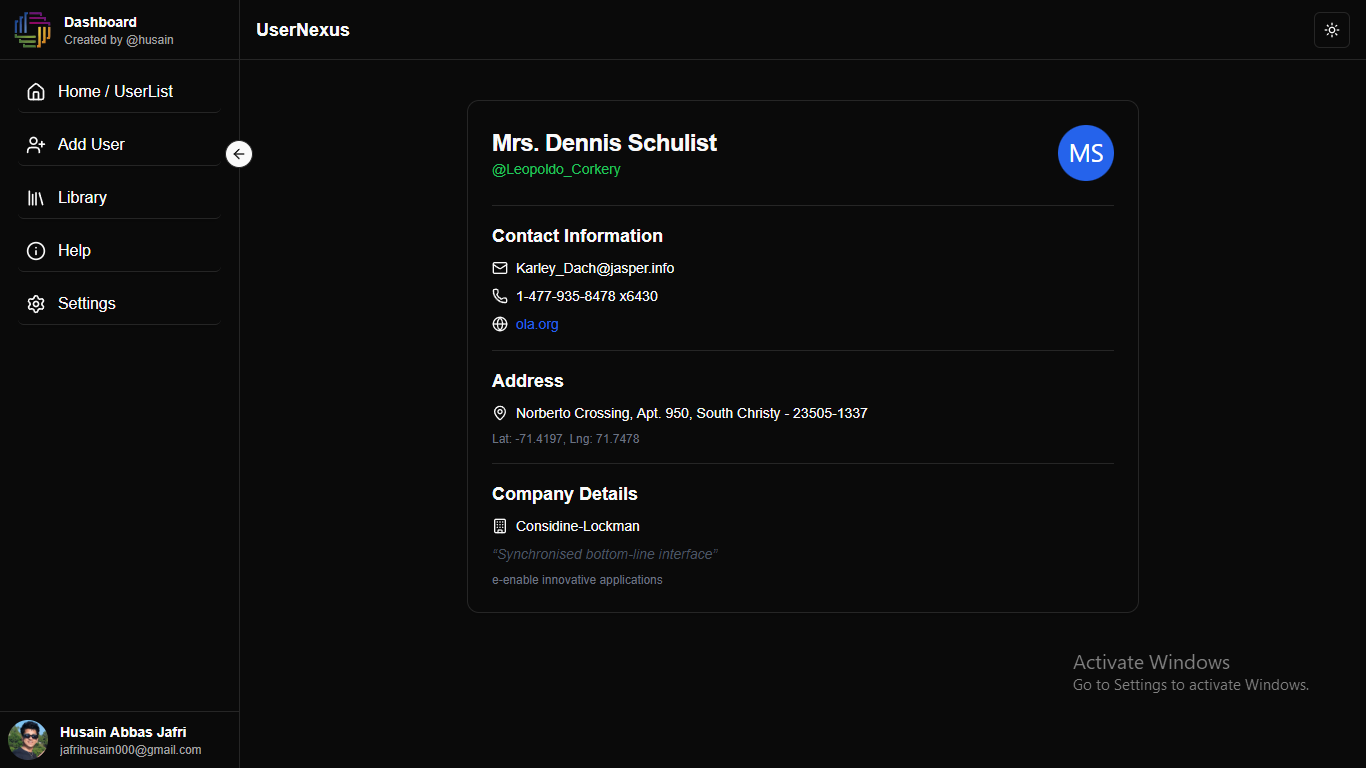 Dashboard
Created by @husain
UserNexus
Home / UserList
Add User
Library
Help
Settings
Mrs. Dennis Schulist
@Leopoldo_Corkery
MS
Contact Information
Karley_Dach@jasper.info
1-477-935-8478 x6430
ola.org
Address
Norberto Crossing, Apt. 950, South Christy - 23505-1337
Lat: -71.4197, Lng: 71.7478
Company Details
Considine-Lockman
“Synchronised bottom-line interface”
e-enable innovative applications
Activate Windows
Go to Settings to activate Windows.
Husain Abbas Jafri
jafrihusain000@gmail.com